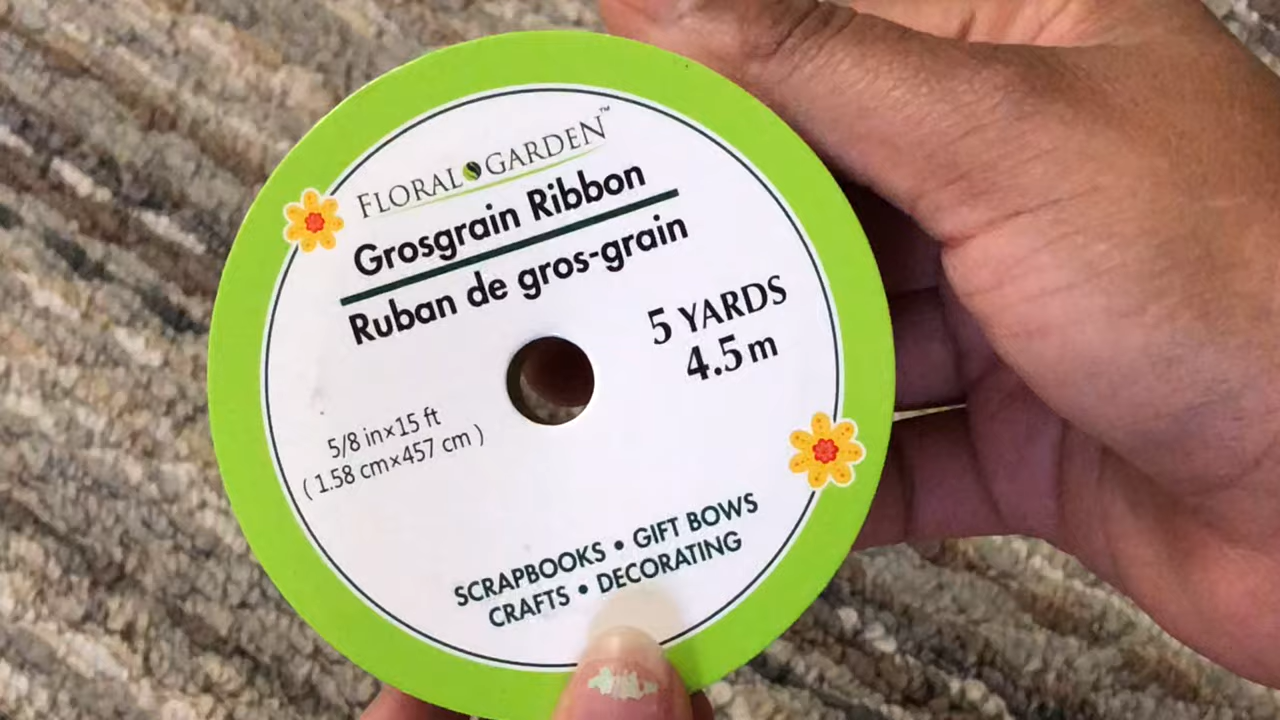 FLORAL GARDEN™
Grosgrain Ribbon
Ruban de gros-grain
5 YARDS
4.5 m
5/8 in×15 ft
( 1.58 cm×457 cm )
SCRAPBOOKS • GIFT BOWS
CRAFTS • DECORATING